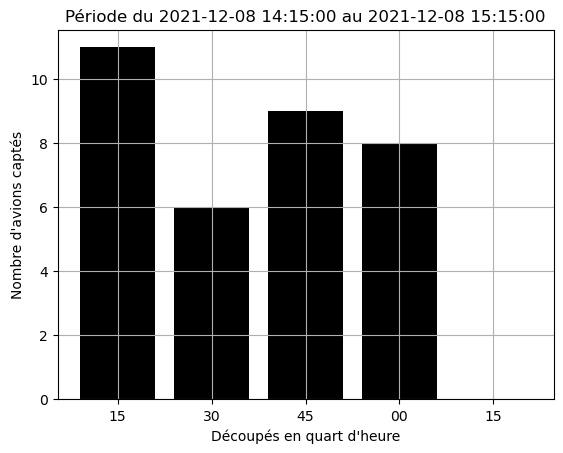 Période du 2021-12-08 14:15:00 au 2021-12-08 15:15:00
Nombre d'avions captés
10
8
6
4
2
0
15 30 45 00 15
Découpés en quart d'heure